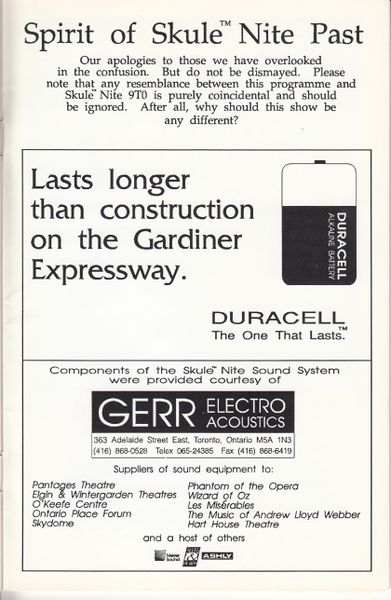 Spirit of Skule™ Nite Past
Our apologies to those we have overlooked
in the confusion. But do not be dismayed. Please
note that any resemblance between this programme and
Skule™ Nite 9T0 is purely coincidental and should
be ignored. After all, why should this show be
any different?
Lasts longer
than construction
on the Gardiner
Expressway.
DURACELL
ALKALINE BATTERY
DURACELL
The One That Lasts.™
Components of the Skule™ Nite Sound System
were provided courtesy of
GERR ELECTRO
ACOUSTICS
363 Adelaide Street East, Toronto, Ontario M5A 1N3
(416) 868-0528 Telex 065-24385 Fax (416) 868-6419
Suppliers of sound equipment to:
Pantages Theatre
Elgin & Wintergarden Theatres
O'Keefe Centre
Ontario Place Forum
Skydome
Phantom of the Opera
Wizard of Oz
Les Misérables
The Music of Andrew Lloyd Webber
Hart House Theatre
and a host of others
ASHLY